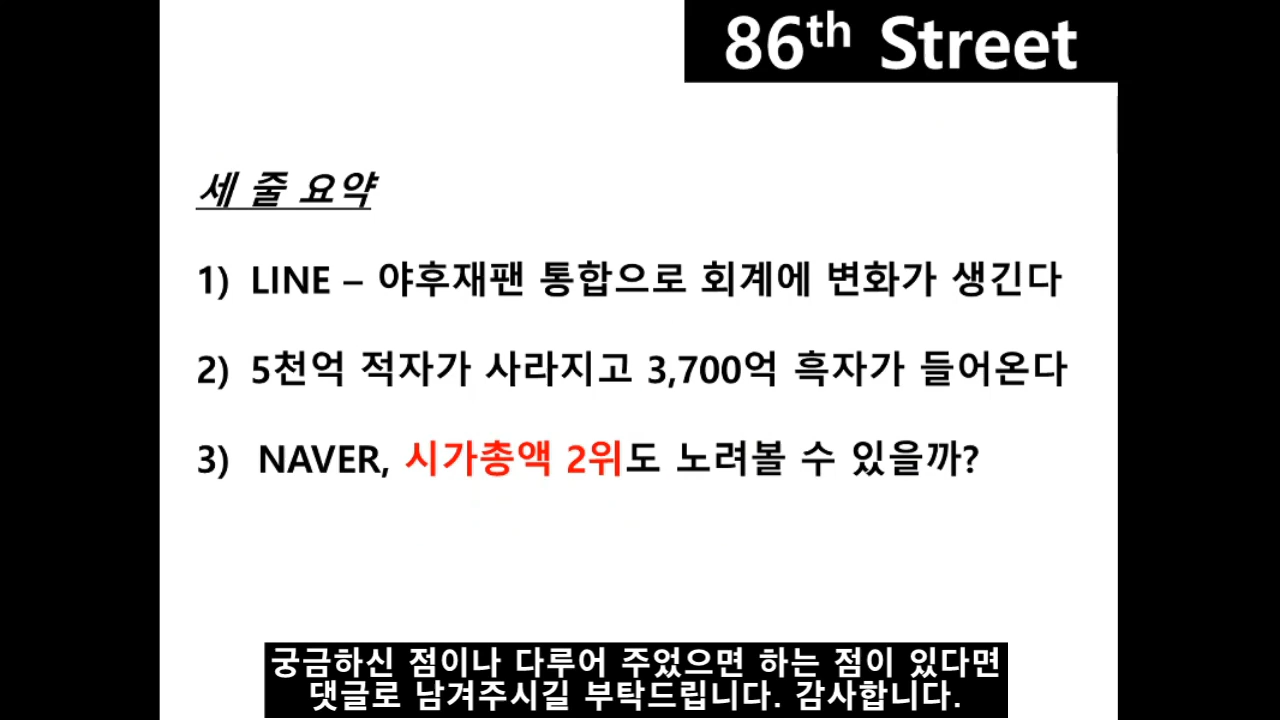 86th Street
세 줄 요약
1) LINE – 야후재팬 통합으로 회계에 변화가 생긴다
2) 5천억 적자가 사라지고 3,700억 흑자가 들어온다
3) NAVER, 시가총액 2위도 노려볼 수 있을까?
궁금하신 점이나 다루어 주었으면 하는 점이 있다면
댓글로 남겨주시길 부탁드립니다. 감사합니다.